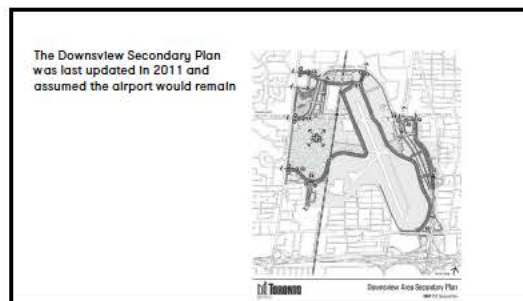 The Downsview Secondary Plan
was last updated in 2011 and
assumed the airport would remain
TORONTO
Downsview Area Secondary Plan